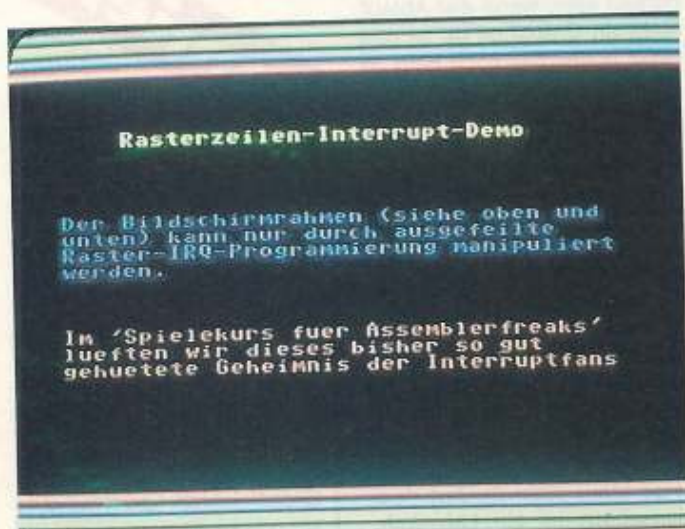 Rasterzeilen-Interrupt-Demo
Der Bildschirmrahmen (siehe oben und
unten) kann nur durch ausgefeilte
Raster-IRQ-Programmierung manipuliert
werden.
Im 'Spielekurs fuer Assemblerfreaks'
lueften wir dieses bisher so gut
gehuetete Geheimnis der Interruptfans